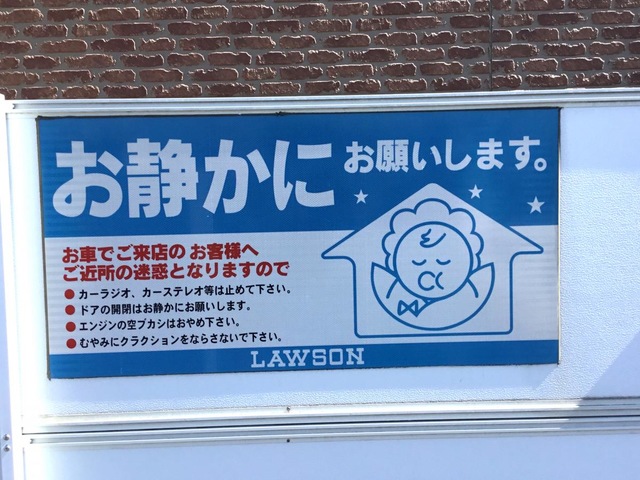 お静かに お願いします。
お車でご来店の お客様へ
ご近所の迷惑となりますので
● カーラジオ、カーステレオ等は止めて下さい。
● ドアの開閉はお静かにお願いします。
● エンジンの空ブカシはおやめ下さい。
● むやみにクラクションをならさないで下さい。
LAWSON